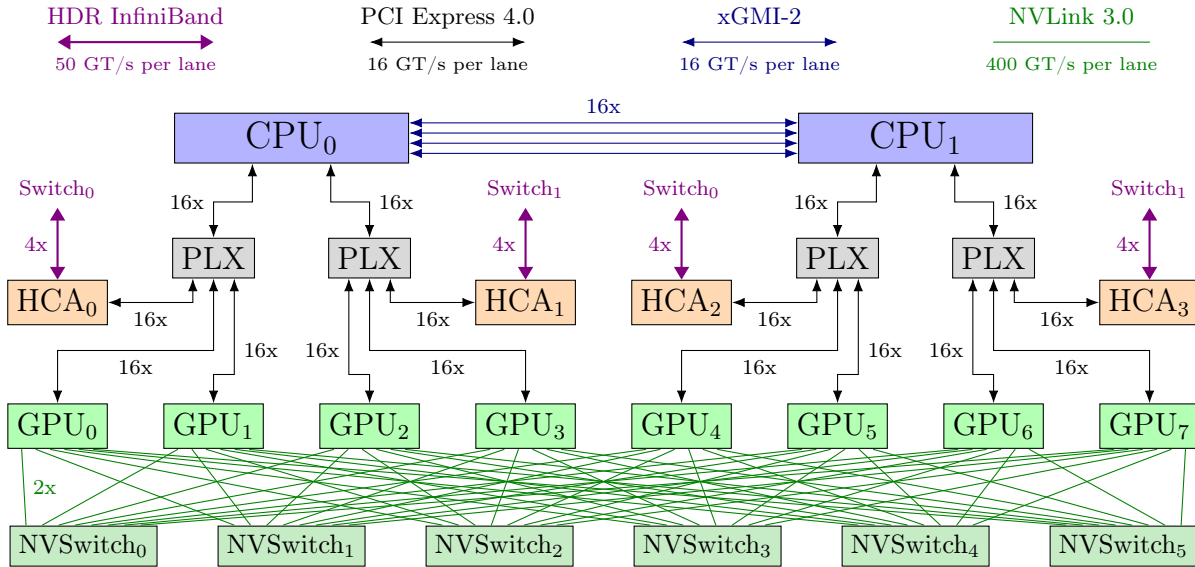 HDR InfiniBand
50 GT/s per lane
PCI Express 4.0
16 GT/s per lane
xGMI-2
16 GT/s per lane
NVLink 3.0
400 GT/s per lane
16x
CPU₀
CPU₁
Switch₀
16x
16x
Switch₁
Switch₀
16x
16x
Switch₁
4x
PLX
PLX
4x
4x
PLX
PLX
4x
HCA₀
HCA₁
HCA₂
HCA₃
16x
16x
16x
16x
16x
16x
16x
16x
16x
16x
16x
16x
GPU₀
GPU₁
GPU₂
GPU₃
GPU₄
GPU₅
GPU₆
GPU₇
2x
NVSwitch₀
NVSwitch₁
NVSwitch₂
NVSwitch₃
NVSwitch₄
NVSwitch₅